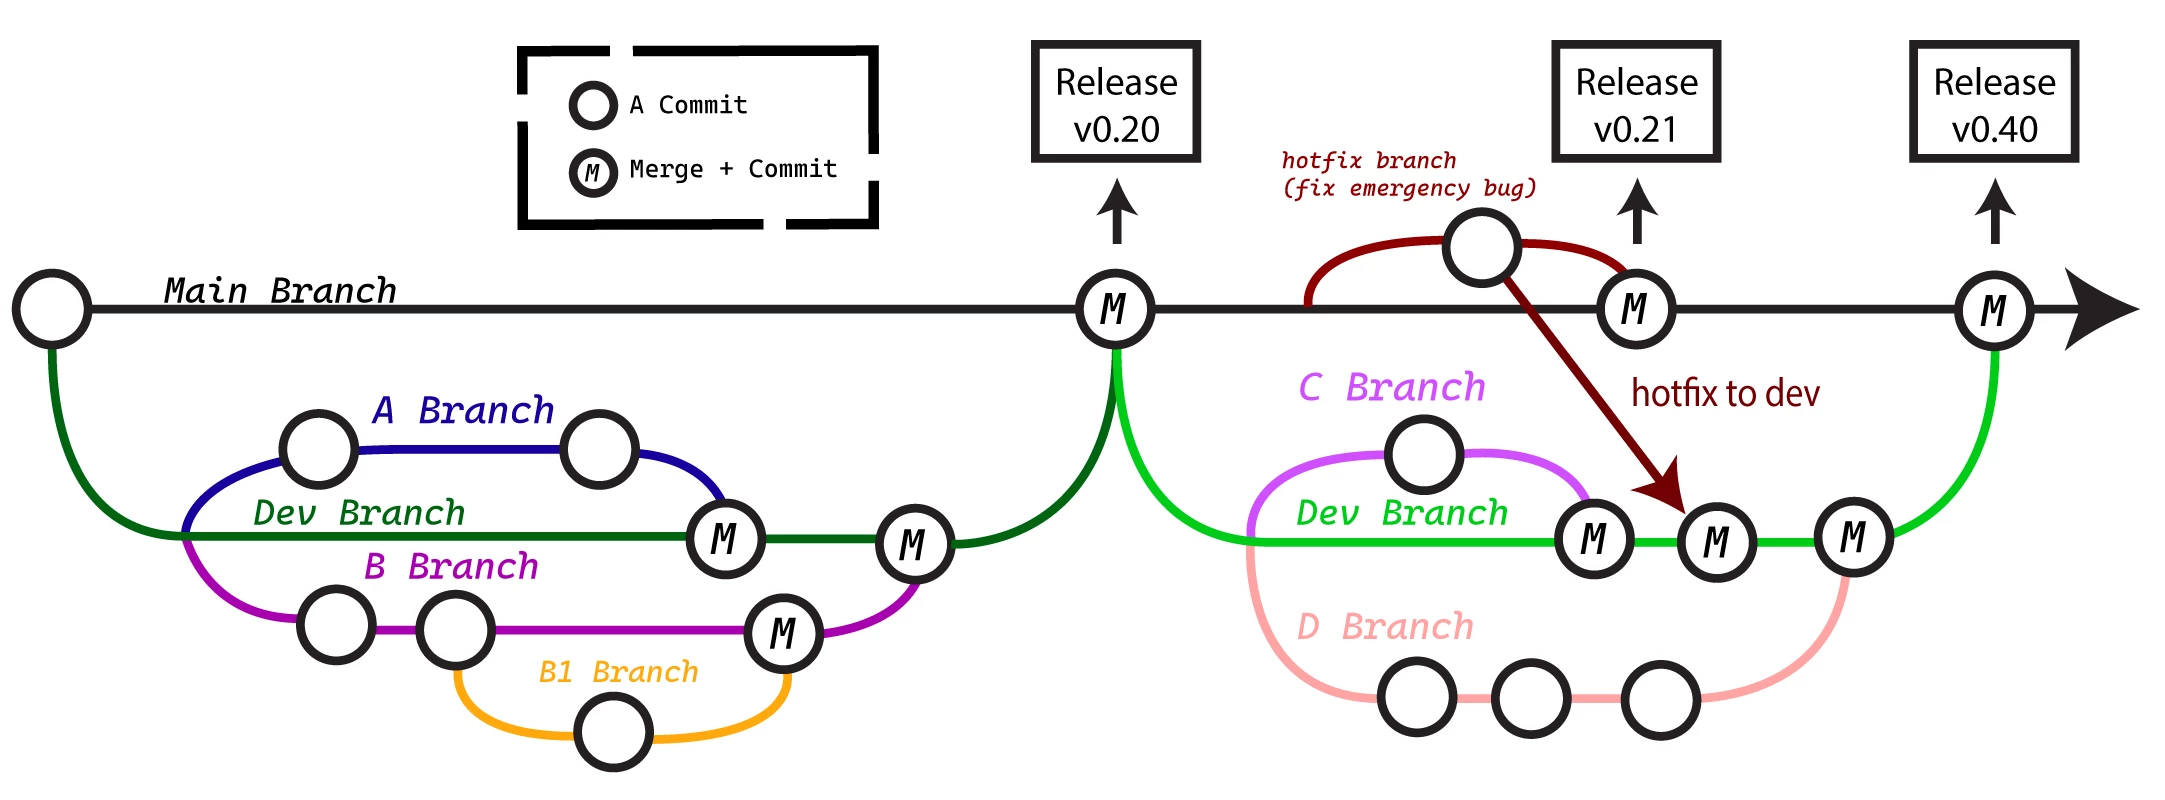 A Commit
M
Merge + Commit
Release
v0.20
Release
v0.21
Release
v0.40
hotfix branch
(fix emergency bug)
Main Branch
M
M
M
hotfix to dev
A Branch
C Branch
Dev Branch
Dev Branch
M
M
M
M
M
B Branch
M
B1 Branch
D Branch